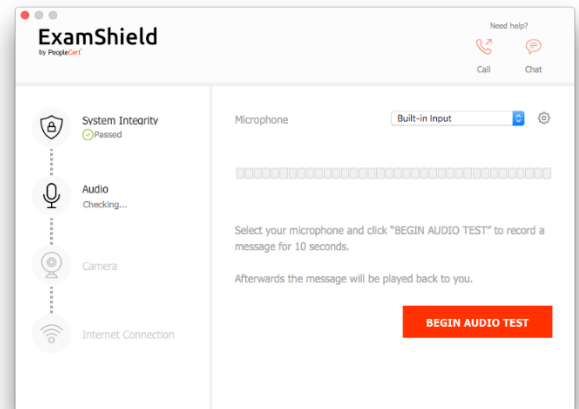 ExamShield
by PeopleCert
Need help?
Call
Chat
System Integrity
Passed
Audio
Checking...
Camera
Internet Connection
Microphone
Built-in Input
Select your microphone and click "BEGIN AUDIO TEST" to record a
message for 10 seconds.
Afterwards the message will be played back to you.
BEGIN AUDIO TEST